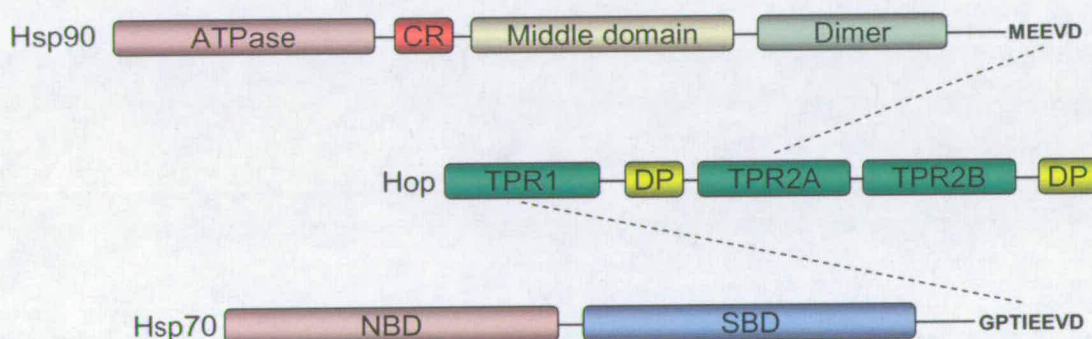 Hsp90 ATPase CR Middle domain Dimer MEEVD
Hop TPR1 DP TPR2A TPR2B DP
Hsp70 NBD SBD GPTIEEVD